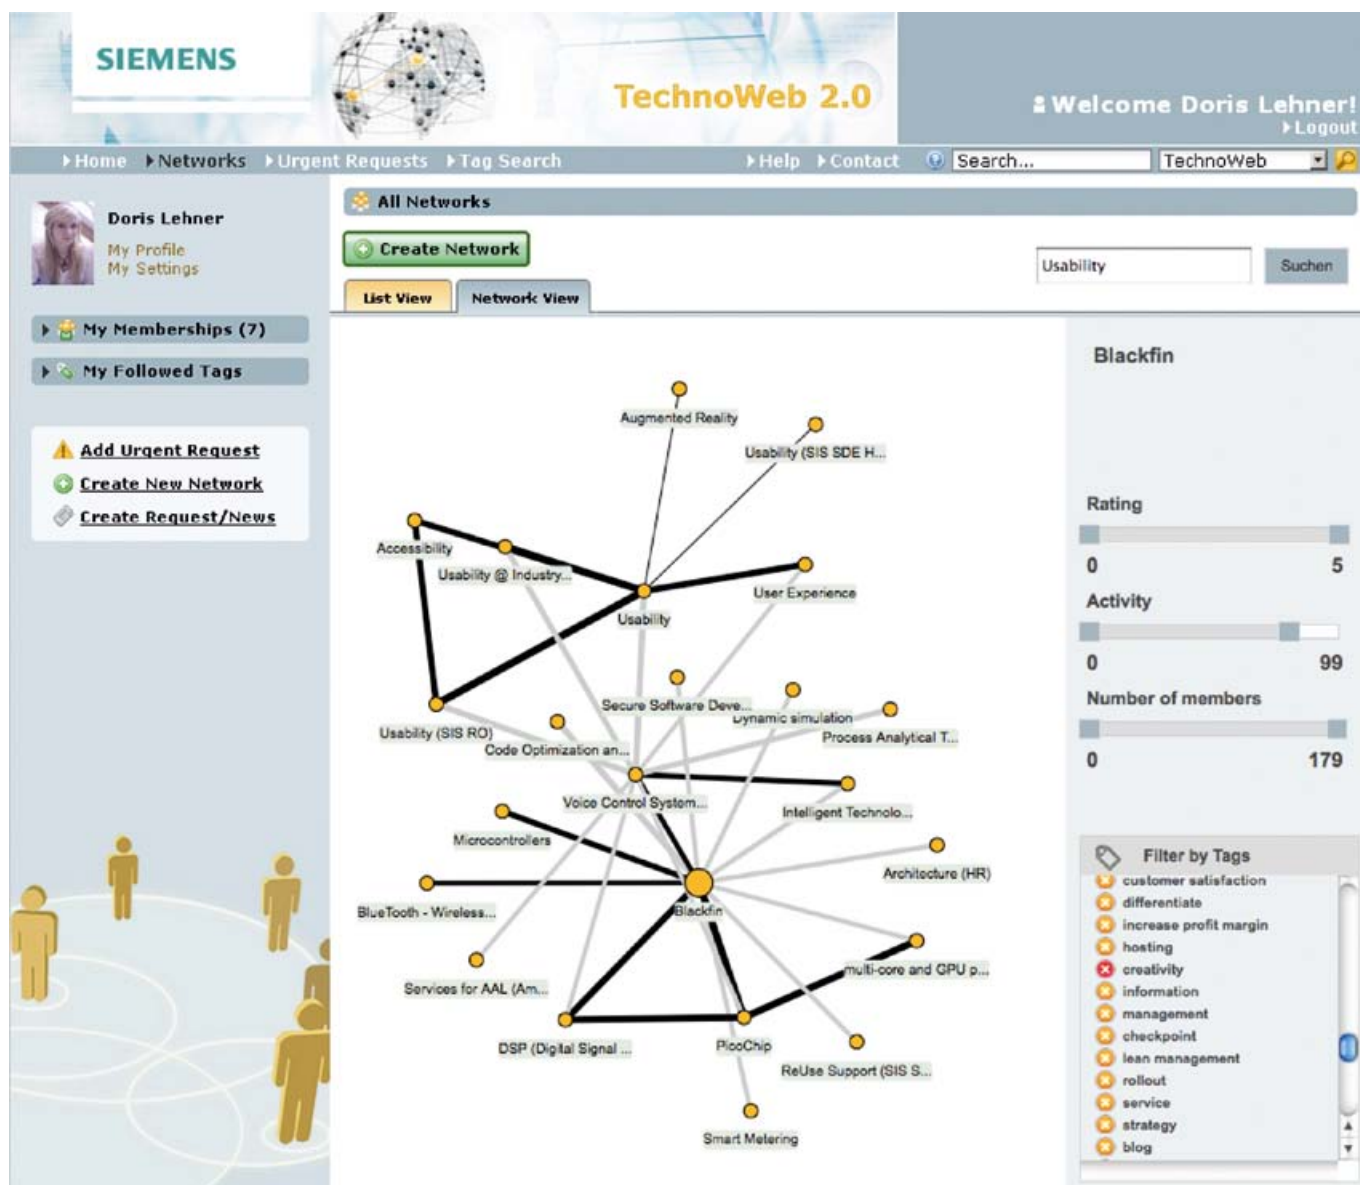 SIEMENS
TechnoWeb 2.0
Welcome Doris Lehner!
Logout
Home Networks Urgent Requests Tag Search Help Contact Search... TechnoWeb
Doris Lehner
My Profile
My Settings
My Memberships (7)
My Followed Tags
Add Urgent Request
Create New Network
Create Request/News
All Networks
Create Network
Usability Suchen
List View Network View
Augmented Reality
Usability (SIS SDE H...
Accessibility
Usability @ Industry...
User Experience
Usability
Secure Software Deve...
Dynamic simulation
Usability (SIS RO)
Process Analytical T...
Code Optimization an...
Voice Control System...
Intelligent Technolo...
Microcontrollers
Architecture (HR)
BlueTooth - Wireless...
Blackfin
multi-core and GPU p...
Services for AAL (Am...
DSP (Digital Signal ...
PicoChip
ReUse Support (SIS S...
Smart Metering
Blackfin
Rating
0 5
Activity
0 99
Number of members
0 179
Filter by Tags
customer satisfaction
differentiate
increase profit margin
hosting
creativity
information
management
checkpoint
lean management
rollout
service
strategy
blog